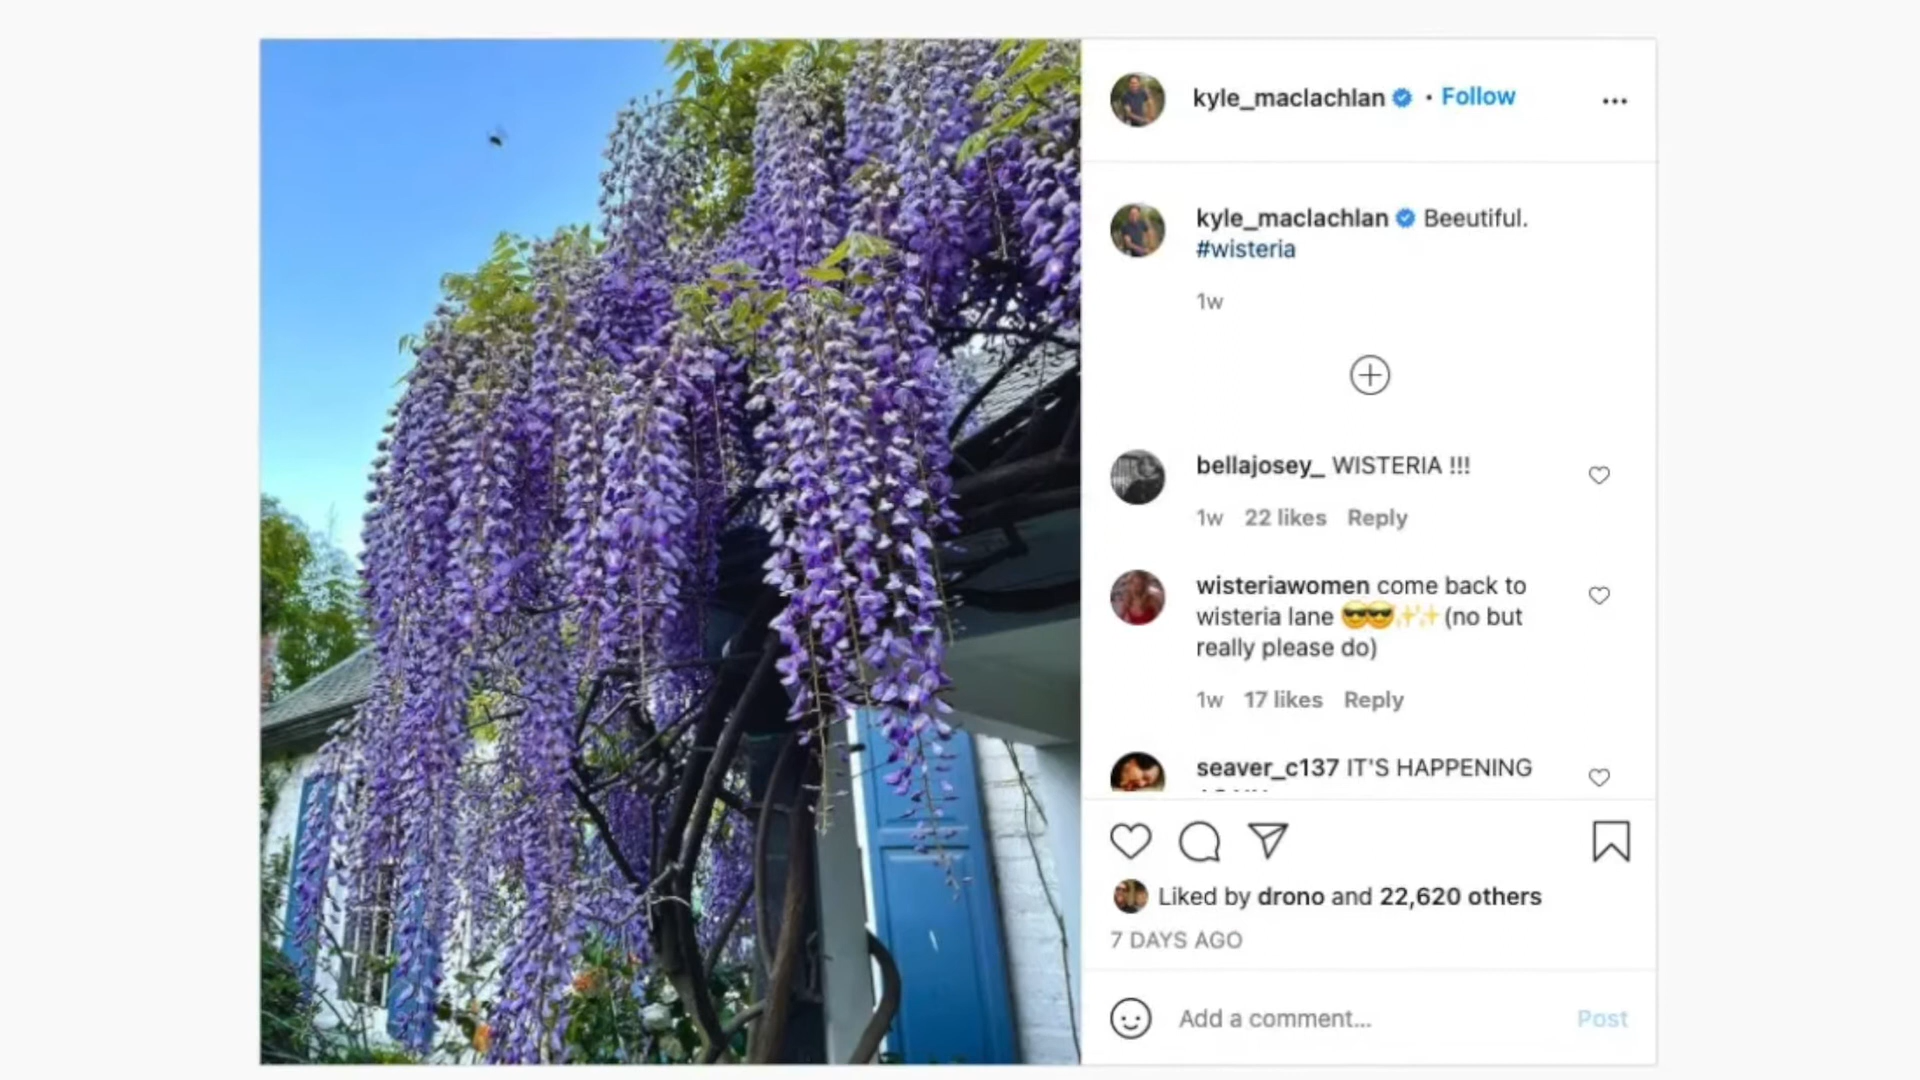 kyle_maclachlan • Follow
kyle_maclachlan Beeutiful.
#wisteria
1w
bellajosey_ WISTERIA !!!
1w 22 likes Reply
wisteriawomen come back to
wisteria lane 😎😎✨✨(no but
really please do)
1w 17 likes Reply
seaver_c137 IT'S HAPPENING
Liked by drono and 22,620 others
7 DAYS AGO
Add a comment...
Post